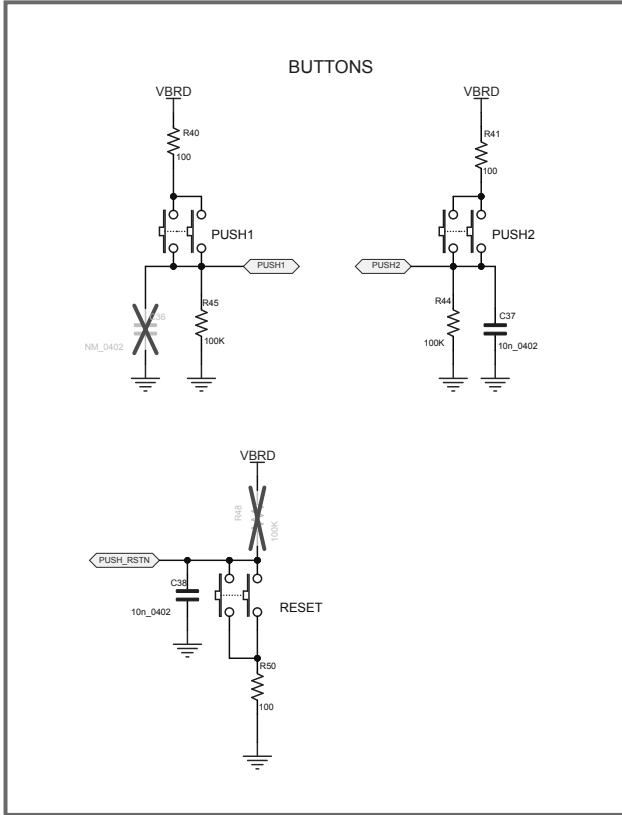 BUTTONS
VBRD
R40
100
PUSH1
PUSH1
C36
NM_0402
R45
100K
VBRD
R41
100
PUSH2
PUSH2
R44
100K
C37
10n_0402
VBRD
R48
100K
PUSH_RSTN
C38
10n_0402
RESET
R50
100